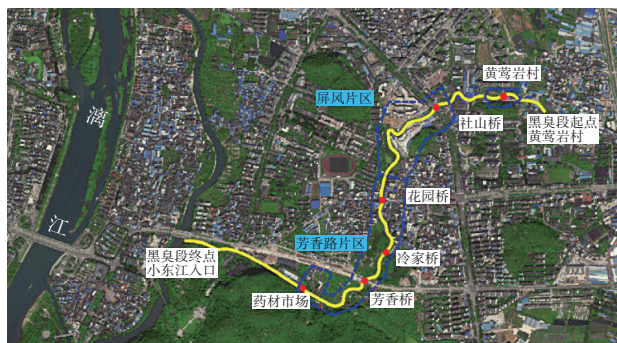 黄莺岩村
屏风片区
漓
社山桥
黑臭段起点
黄莺岩村
花园桥
江
芳香路片区
黑臭段终点
小东江入口
冷家桥
药材市场
芳香桥